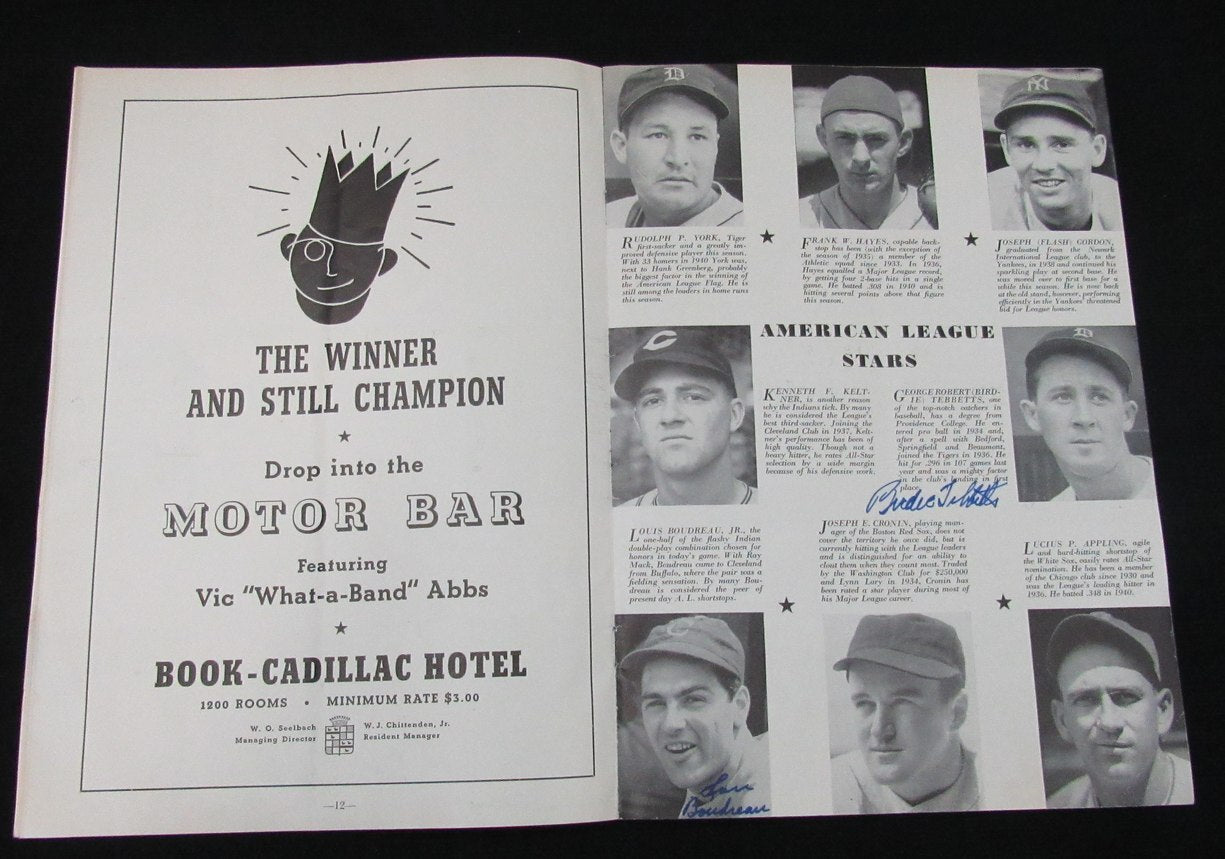 THE WINNER
AND STILL CHAMPION
Drop into the
MOTOR BAR
Featuring
Vic "What-a-Band" Abbs
BOOK-CADILLAC HOTEL
1200 ROOMS • MINIMUM RATE $3.00
W. O. Seelbach
Managing Director
W. J. Chittenden, Jr.
Resident Manager
—12—
D
NY
RUDOLPH P. YORK, Tiger
first-sacker and a greatly im-
proved defensive player this season.
With 33 homers in 1940 York was,
next to Hank Greenberg, probably
the biggest factor in the winning of
the American League Flag. He is
still among the leaders in home runs
this season.
FRANK W. HAYES, capable back-
stop has been (with the exception of
the season of 1935) a member of the
Athletic squad since 1933. In 1936,
Hayes equalled a Major League record,
by getting four 2-base hits in a single
game. He batted .308 in 1940 and is
hitting several points above that figure
this season.
JOSEPH (FLASH) GORDON,
graduated from the Newark
International League club, to the
Yankees, in 1938 and continued his
sparkling play at second base. He
was moved over to first base for a
while this season. He is now back
at the old stand, however, performing
efficiently in the Yankees' threatened
bid for League honors.
AMERICAN LEAGUE
STARS
C
D
KENNETH F. KELT-
NER, is another reason
why the Indians tick. By many
he is considered the League's
best third-sacker. Joining the
Cleveland Club in 1937, Kelt-
ner's performance has been of
high quality. Though not a
heavy hitter, he rates All-Star
selection by a wide margin
because of his defensive work.
GEORGE ROBERT (BIRD-
IE) TEBBETTS, one
of the top-notch catchers in
baseball, has a degree from
Providence College. He en-
tered pro ball in 1934 and,
after a spell with Bedford,
Springfield and Beaumont,
joined the Tigers in 1936. He
hit for .296 in 107 games last
year and was a mighty factor
in the club's landing in first
place.
Birdie Tebbetts
LOUIS BOUDREAU, JR., the
one-half of the flashy Indian
double-play combination chosen for
honors in today's game. With Ray
Mack, Boudreau came to Cleveland
from Buffalo, where the pair was a
fielding sensation. By many Bou-
dreau is considered the peer of
present day A. L. shortstops.
JOSEPH E. CRONIN, playing man-
ager of the Boston Red Sox, does not
cover the territory he once did, but is
currently hitting with the League leaders
and is distinguished for an ability to
clout them when they count most. Traded
by the Washington Club for $250,000
and Lynn Lary in 1934, Cronin has
been rated a star player during most of
his Major League career.
LUCIUS P. APPLING, agile
and hard-hitting shortstop of
the White Sox, easily rates All-Star
nomination. He has been a member
of the Chicago club since 1930 and
was the League's leading hitter in
1936. He batted .348 in 1940.
C
Lou
Boudreau